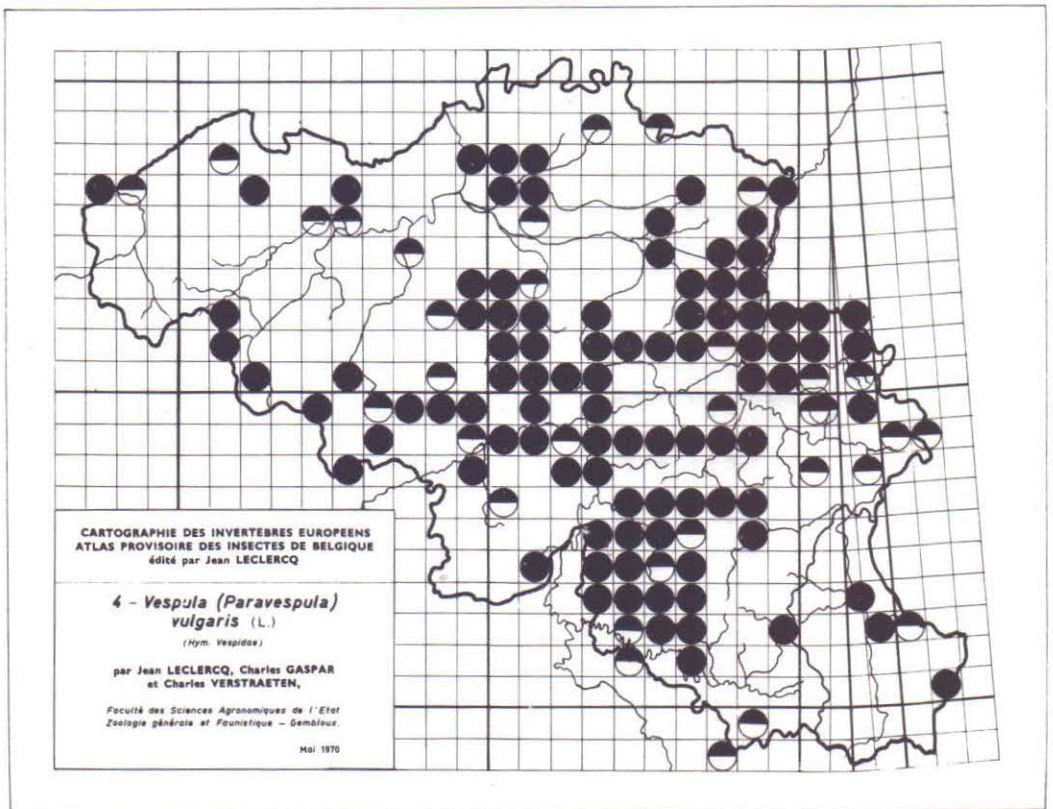 CARTOGRAPHIE DES INVERTEBRES EUROPEENS
ATLAS PROVISOIRE DES INSECTES DE BELGIQUE
édité par Jean LECLERCQ
4 - Vespula (Paravespula)
vulgaris (L.)
(Hym. Vespidae)
par Jean LECLERCQ, Charles GASPAR
et Charles VERSTRAETEN,
Faculté des Sciences Agronomiques de l'Etat
Zoologie générale et Faunistique - Gembloux.
Mai 1970